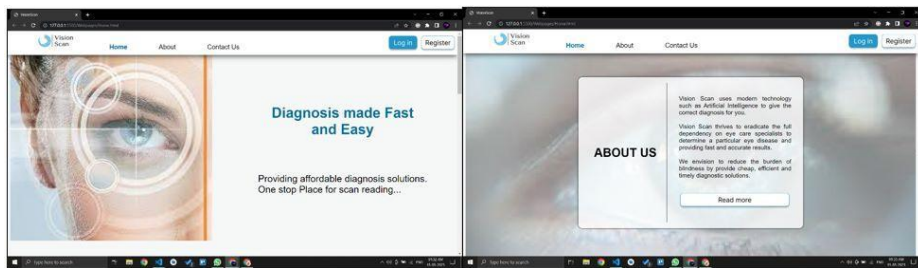 Vision
Scan
Home About Contact Us
Log In
Register
Diagnosis made Fast
and Easy
Providing affordable diagnosis solutions.
One stop Place for scan reading...
Type here to search
Vision
Scan
Home About Contact Us
Log In
Register
ABOUT US
Vision Scan uses modern technology
such as Artificial Intelligence to give the
correct diagnosis for you.
Vision Scan thrives to eradicate the full
dependency on eye care specialists to
determine a particular eye disease and
providing fast and accurate results.
We envision to reduce the burden of
blindness by provide cheap, efficient and
timely diagnostic solutions.
Read more
Type here to search